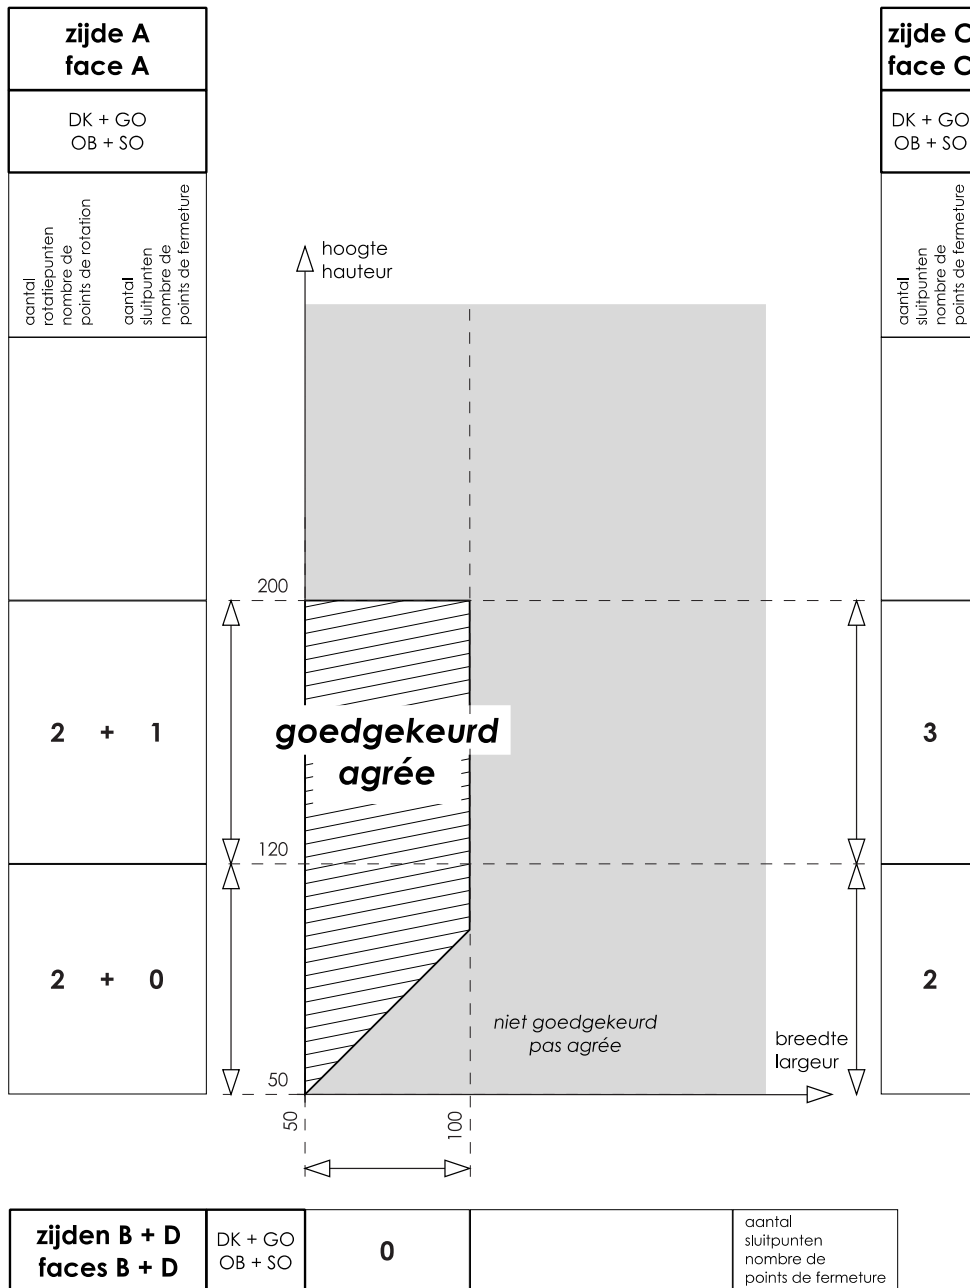 zijde A
face A
DK + GO
OB + SO
aantal
rotatiepunten
nombre de
points de rotation
aantal
sluitpunten
nombre de
points de fermeture
zijde C
face C
DK + GO
OB + SO
aantal
sluitpunten
nombre de
points de fermeture
hoogte
hauteur
200
2 + 1
goedgekeurd
agrée
3
120
2 + 0
niet goedgekeurd
pas agrée
2
breedte
largeur
50
50
100
zijden B + D
faces B + D
DK + GO
OB + SO
0
aantal
sluitpunten
nombre de
points de fermeture